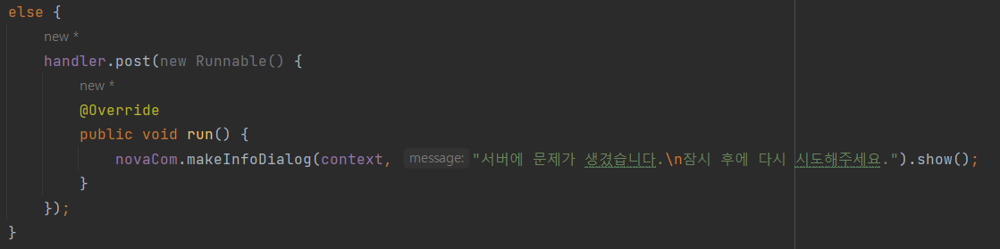 else {
new *
handler.post(new Runnable() {
new *
@Override
public void run() {
novaCom.makeInfoDialog(context, message: "서버에 문제가 생겼습니다.\n잠시 후에 다시 시도해주세요.").show();
}
});
}